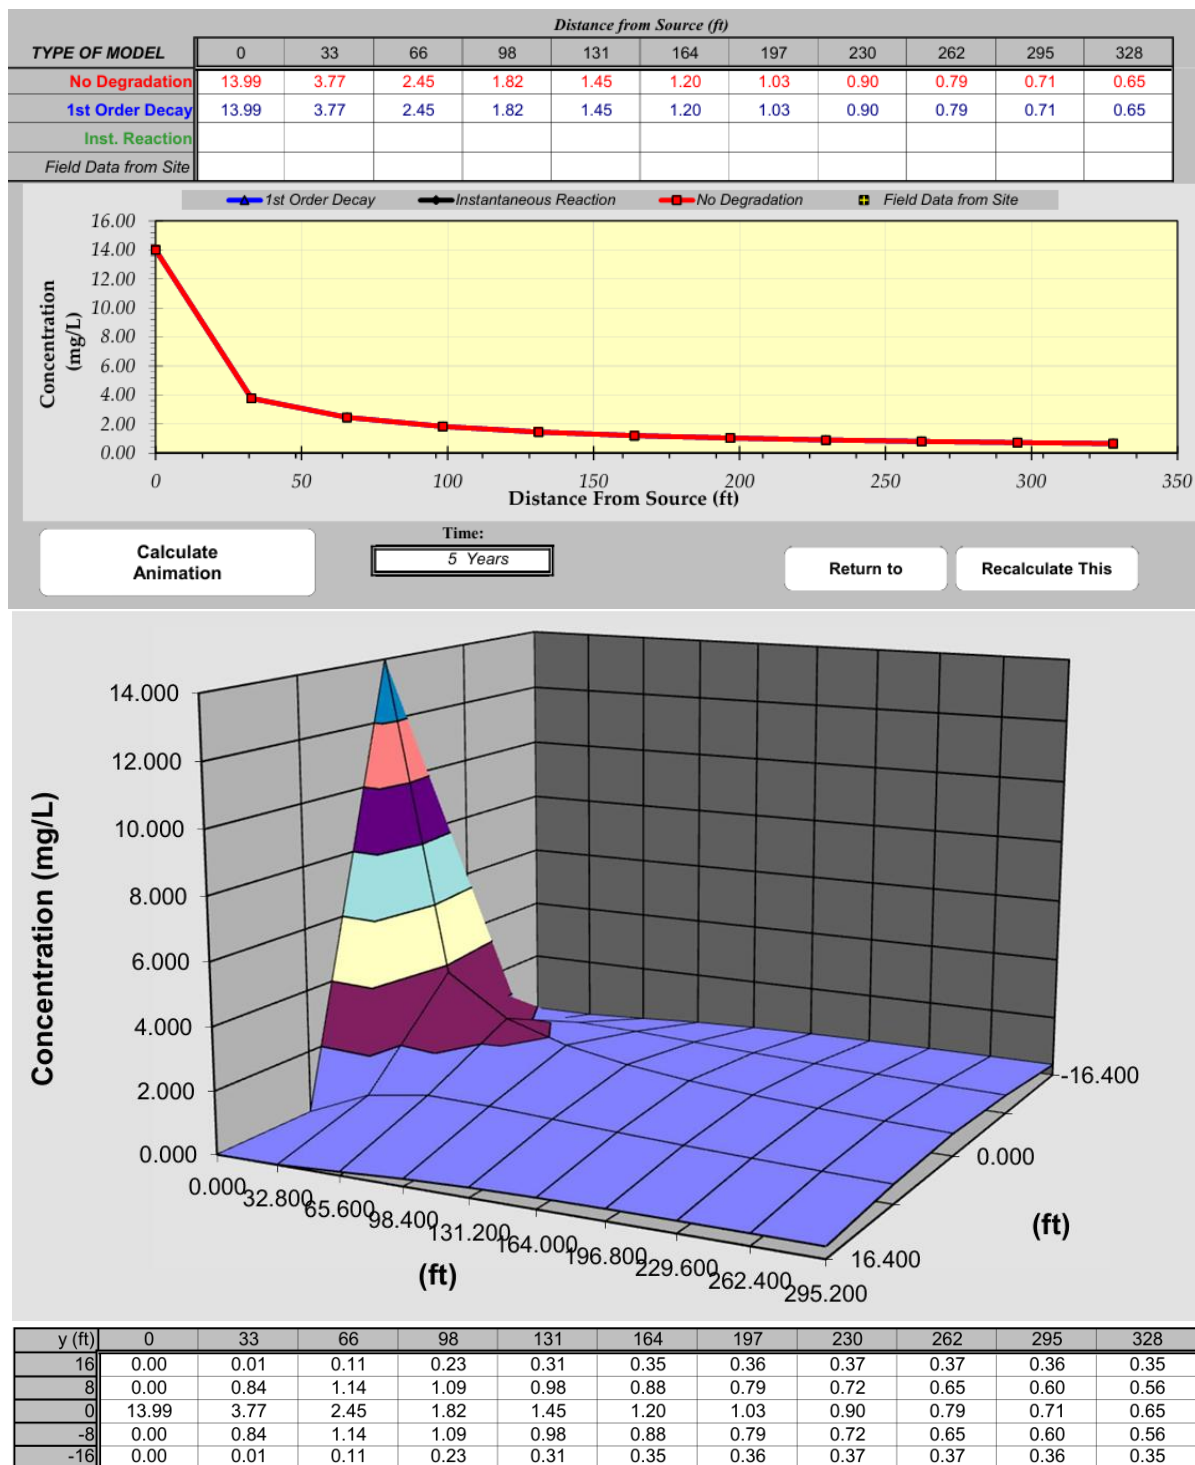 Distance from Source (ft)
TYPE OF MODEL 0 33 66 98 131 164 197 230 262 295 328
No Degradation 13.99 3.77 2.45 1.82 1.45 1.20 1.03 0.90 0.79 0.71 0.65
1st Order Decay 13.99 3.77 2.45 1.82 1.45 1.20 1.03 0.90 0.79 0.71 0.65
Inst. Reaction
Field Data from Site
1st Order Decay Instantaneous Reaction No Degradation Field Data from Site
16.00
14.00
12.00
10.00
8.00
6.00
4.00
2.00
0.00
Concentration
(mg/L)
0 50 100 150 200 250 300 350
Distance From Source (ft)
Calculate
Animation
Time:
5 Years
Return to
Recalculate This
14.000
12.000
10.000
8.000
6.000
4.000
2.000
0.000
Concentration (mg/L)
0.000
32.800
65.600
98.400
131.200
164.000
196.800
229.600
262.400
295.200
(ft)
-16.400
0.000
16.400
(ft)
y (ft) 0 33 66 98 131 164 197 230 262 295 328
16 0.00 0.01 0.11 0.23 0.31 0.35 0.36 0.37 0.37 0.36 0.35
8 0.00 0.84 1.14 1.09 0.98 0.88 0.79 0.72 0.65 0.60 0.56
0 13.99 3.77 2.45 1.82 1.45 1.20 1.03 0.90 0.79 0.71 0.65
-8 0.00 0.84 1.14 1.09 0.98 0.88 0.79 0.72 0.65 0.60 0.56
-16 0.00 0.01 0.11 0.23 0.31 0.35 0.36 0.37 0.37 0.36 0.35